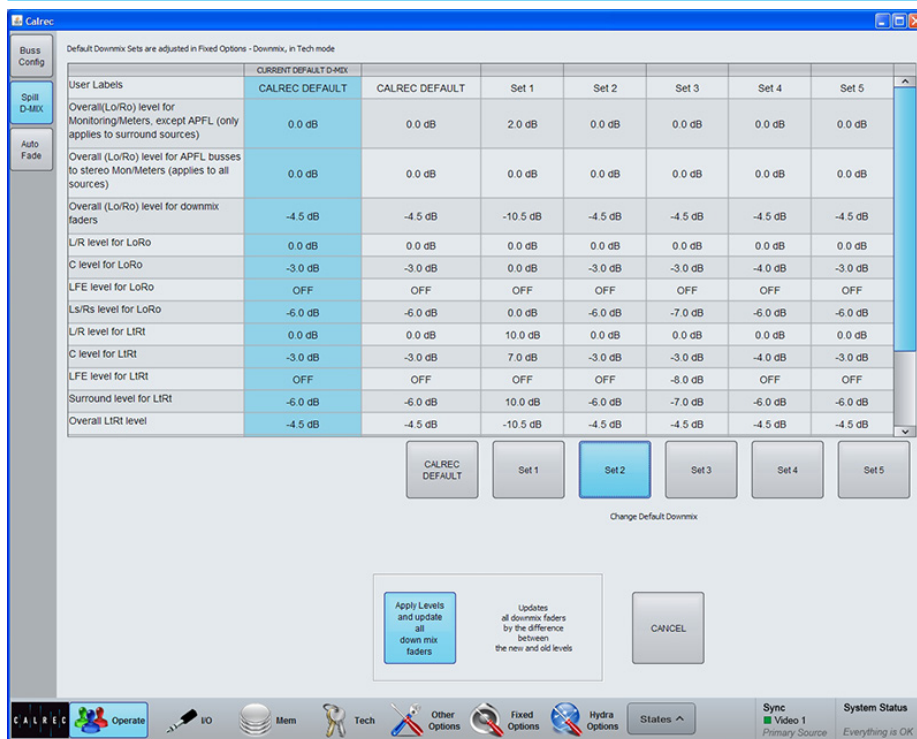 Calrec
Buss
Config
Spill
D-MIX
Auto
Fade
Default Downmix Sets are adjusted in Fixed Options - Downmix, in Tech mode
CURRENT DEFAULT D-MIX
User Labels CALREC DEFAULT CALREC DEFAULT Set 1 Set 2 Set 3 Set 4 Set 5
Overall(Lo/Ro) level for
Monitoring/Meters, except APFL (only
applies to surround sources)
0.0 dB 0.0 dB 2.0 dB 0.0 dB 0.0 dB 0.0 dB 0.0 dB
Overall (Lo/Ro) level for APFL busses
to stereo Mon/Meters (applies to all
sources)
0.0 dB 0.0 dB 0.0 dB 0.0 dB 0.0 dB 0.0 dB 0.0 dB
Overall (Lo/Ro) level for downmix
faders
-4.5 dB -4.5 dB -10.5 dB -4.5 dB -4.5 dB -4.5 dB -4.5 dB
L/R level for LoRo 0.0 dB 0.0 dB 0.0 dB 0.0 dB 0.0 dB 0.0 dB 0.0 dB
C level for LoRo -3.0 dB -3.0 dB 0.0 dB -3.0 dB -3.0 dB -4.0 dB -3.0 dB
LFE level for LoRo OFF OFF OFF OFF OFF OFF OFF
Ls/Rs level for LoRo -6.0 dB -6.0 dB 0.0 dB -6.0 dB -7.0 dB -6.0 dB -6.0 dB
L/R level for LtRt 0.0 dB 0.0 dB 10.0 dB 0.0 dB 0.0 dB 0.0 dB 0.0 dB
C level for LtRt -3.0 dB -3.0 dB 7.0 dB -3.0 dB -3.0 dB -4.0 dB -3.0 dB
LFE level for LtRt OFF OFF OFF OFF -8.0 dB OFF OFF
Surround level for LtRt -6.0 dB -6.0 dB 10.0 dB -6.0 dB -7.0 dB -6.0 dB -6.0 dB
Overall LtRt level -4.5 dB -4.5 dB -10.5 dB -4.5 dB -4.5 dB -4.5 dB -4.5 dB
CALREC
DEFAULT
Set 1
Set 2
Set 3
Set 4
Set 5
Change Default Downmix
Apply Levels
and update
all
down mix
faders
Updates
all downmix faders
by the difference
between
the new and old levels
CANCEL
CALREC
Operate
I/O
Mem
Tech
Other
Options
Fixed
Options
Hydra
Options
States
Sync
Video 1
Primary Source
System Status
Everything is OK